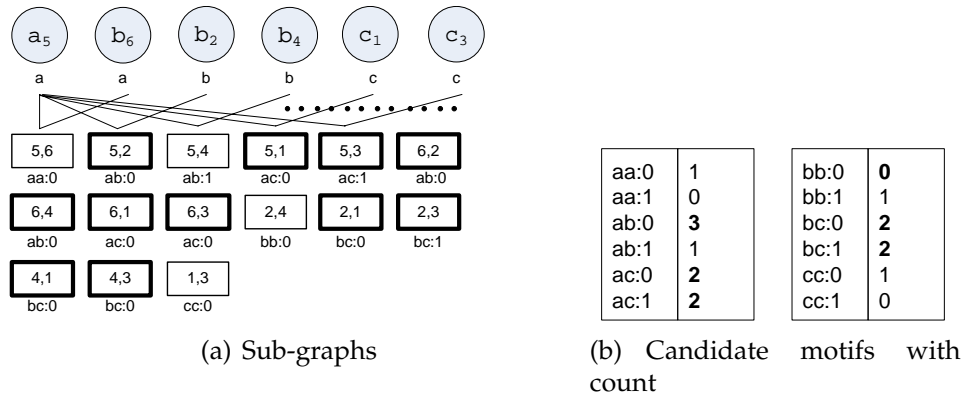 a5 b6 b2 b4 c1 c3
a a b b c c
5,6 5,2 5,4 5,1 5,3 6,2
aa:0 ab:0 ab:1 ac:0 ac:1 ab:0
6,4 6,1 6,3 2,4 2,1 2,3
ab:0 ac:0 ac:0 bb:0 bc:0 bc:1
4,1 4,3 1,3
bc:0 bc:0 cc:0
(a) Sub-graphs
aa:0 1
aa:1 0
ab:0 3
ab:1 1
ac:0 2
ac:1 2
bb:0 0
bb:1 1
bc:0 2
bc:1 2
cc:0 1
cc:1 0
(b) Candidate motifs with
count